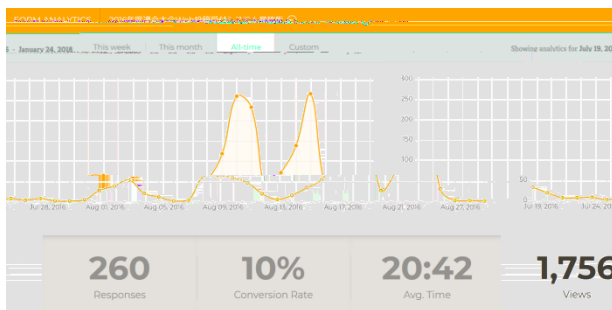 January 24, 2016 This week This month All-time Custom Showing analytics for July 19, 20
300
250
200
150
100
50
0
Jul 28, 2016 Aug 01, 2016 Aug 05, 2016 Aug 09, 2016 Aug 13, 2016 Aug 17, 2016 Aug 21, 2016 Aug 27, 2016 Jul 19, 2016 Jul 24, 20
260 10% 20:42 1,756
Responses Conversion Rate Avg. Time Views